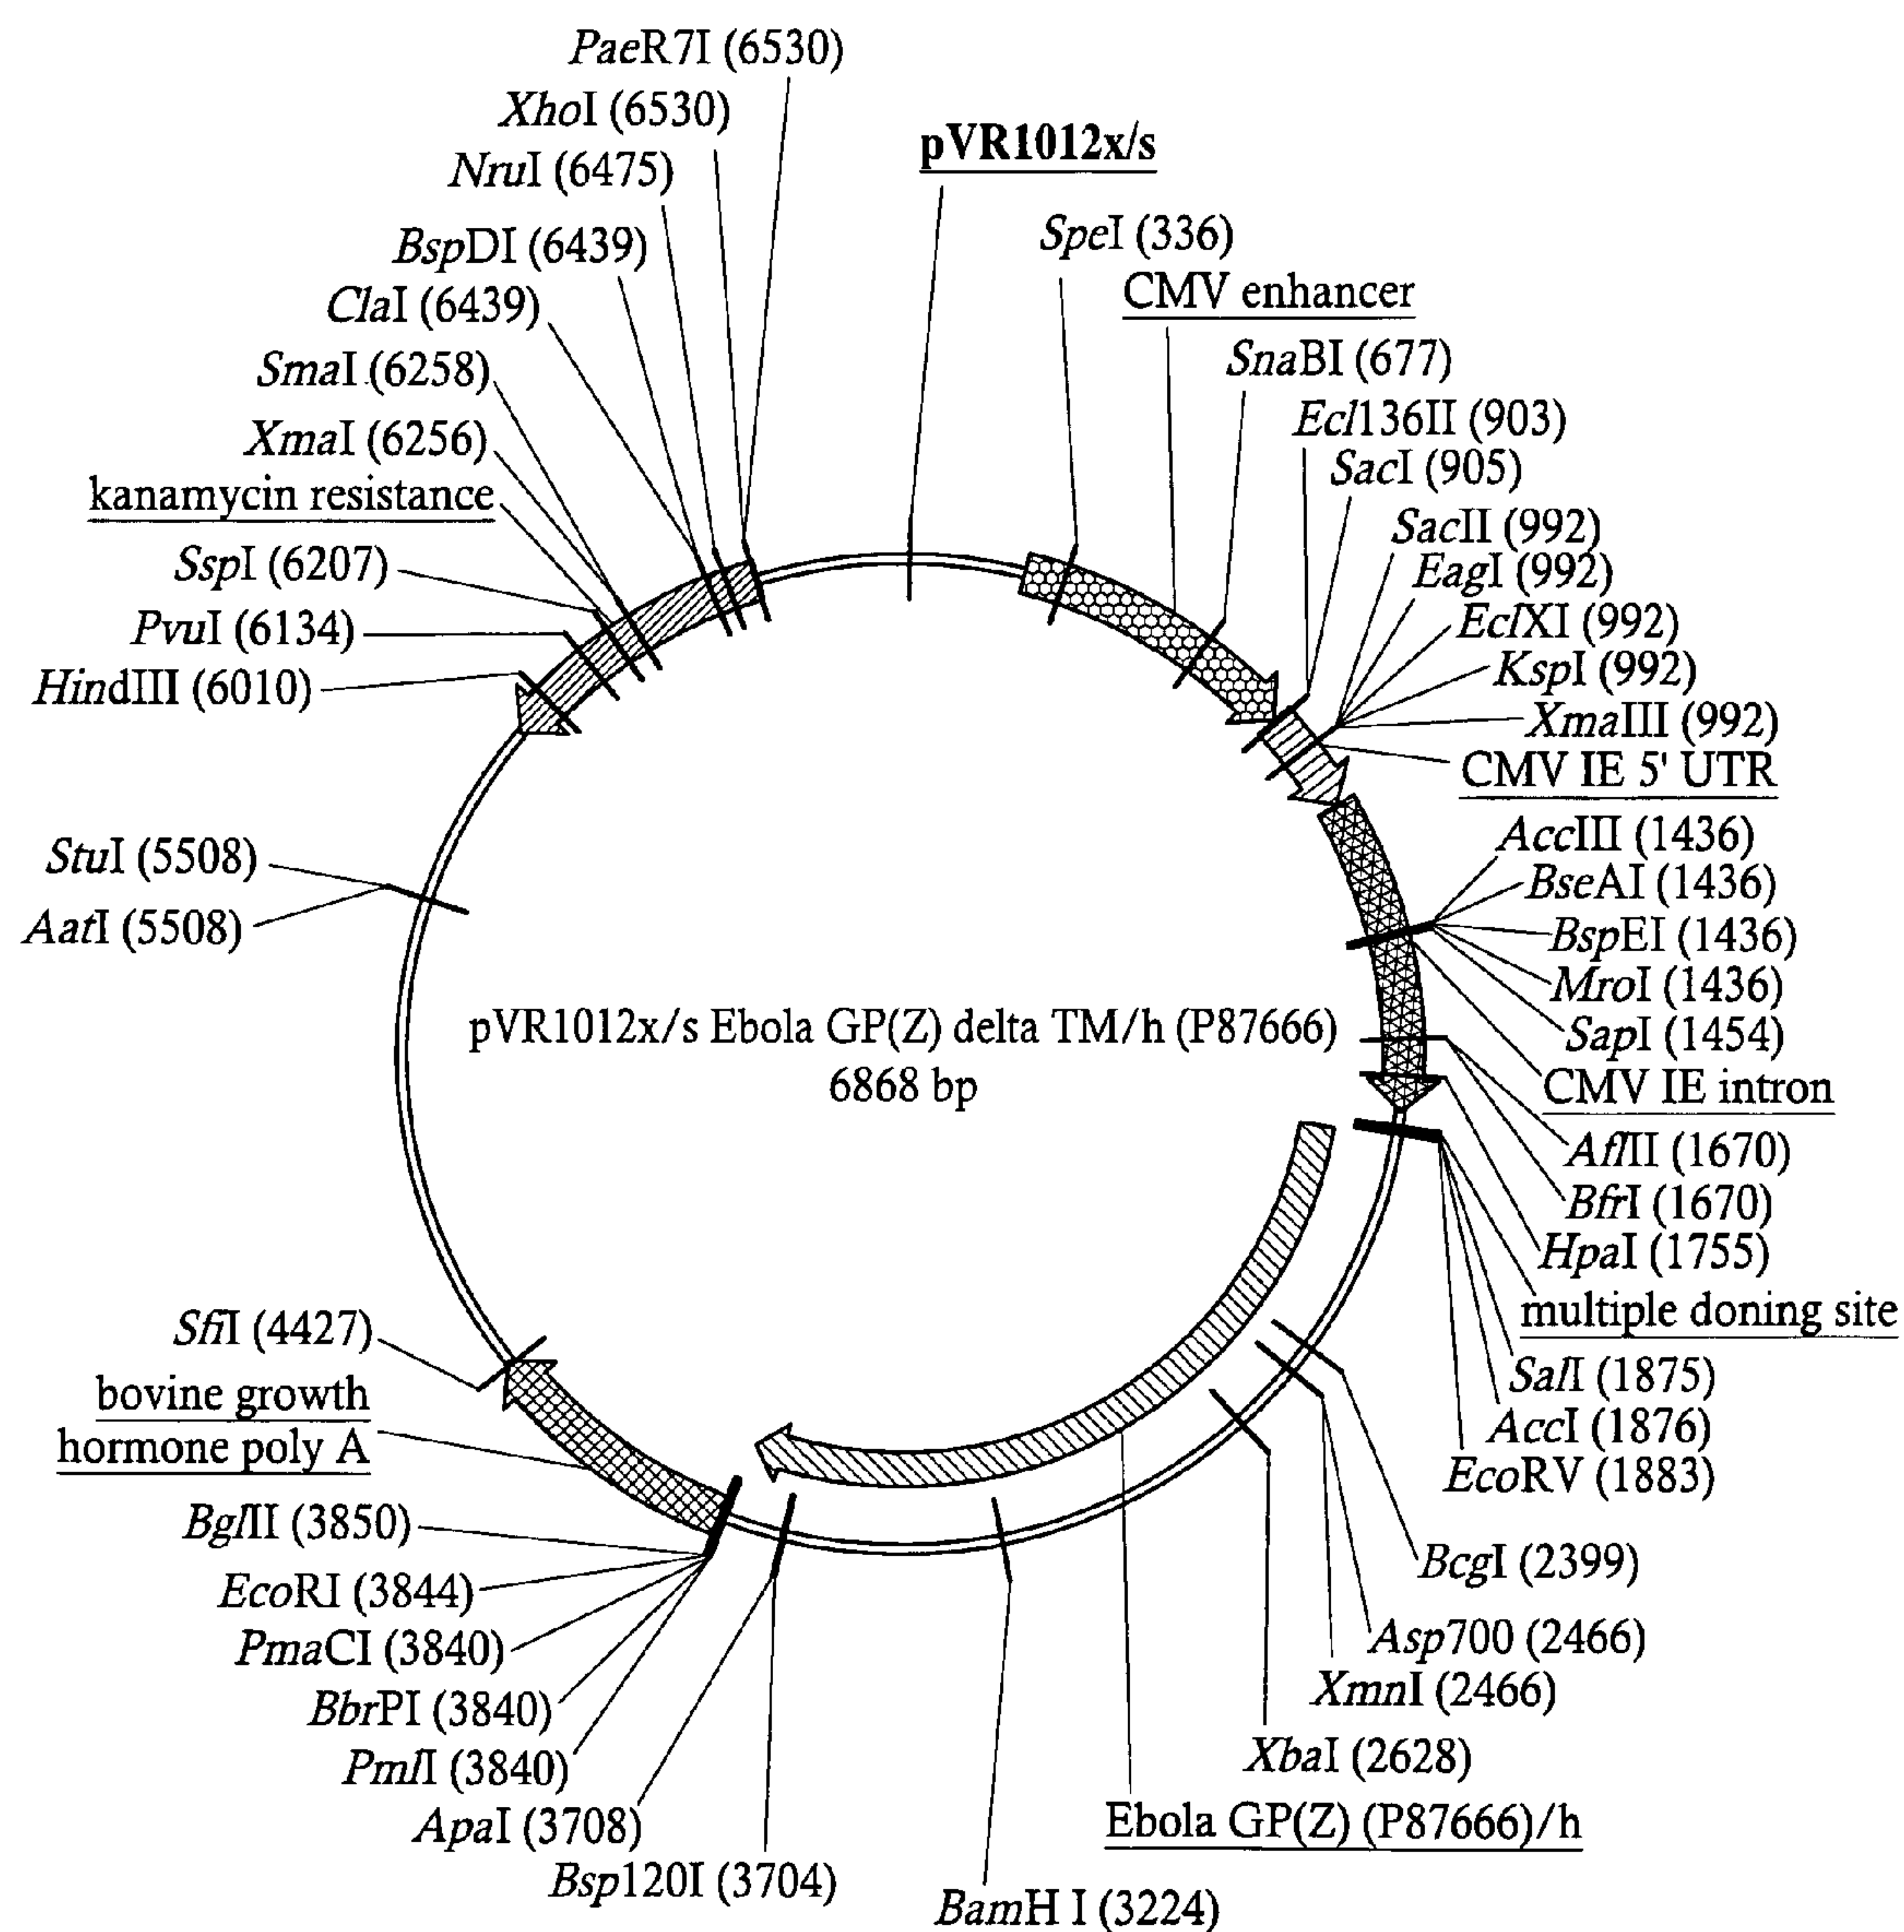 PaeR7I (6530)
XhoI (6530)
NruI (6475)
BspDI (6439)
ClaI (6439)
SmaI (6258)
XmaI (6256)
kanamycin resistance
SspI (6207)
PvuI (6134)
HindIII (6010)
StuI (5508)
AatI (5508)
SfiI (4427)
bovine growth
hormone poly A
BglII (3850)
EcoRI (3844)
PmaCI (3840)
BbrPI (3840)
PmlI (3840)
ApaI (3708)
Bsp120I (3704)
pVR1012x/s
SpeI (336)
CMV enhancer
SnaBI (677)
Ecl136II (903)
SacI (905)
SacII (992)
EagI (992)
EclXI (992)
KspI (992)
XmaIII (992)
CMV IE 5' UTR
AccIII (1436)
BseAI (1436)
BspEI (1436)
MroI (1436)
SapI (1454)
CMV IE intron
AflII (1670)
BfrI (1670)
HpaI (1755)
multiple doning site
SalI (1875)
AccI (1876)
EcoRV (1883)
BcgI (2399)
Asp700 (2466)
XmnI (2466)
XbaI (2628)
Ebola GP(Z) (P87666)/h
BamH I (3224)
pVR1012x/s Ebola GP(Z) delta TM/h (P87666)
6868 bp